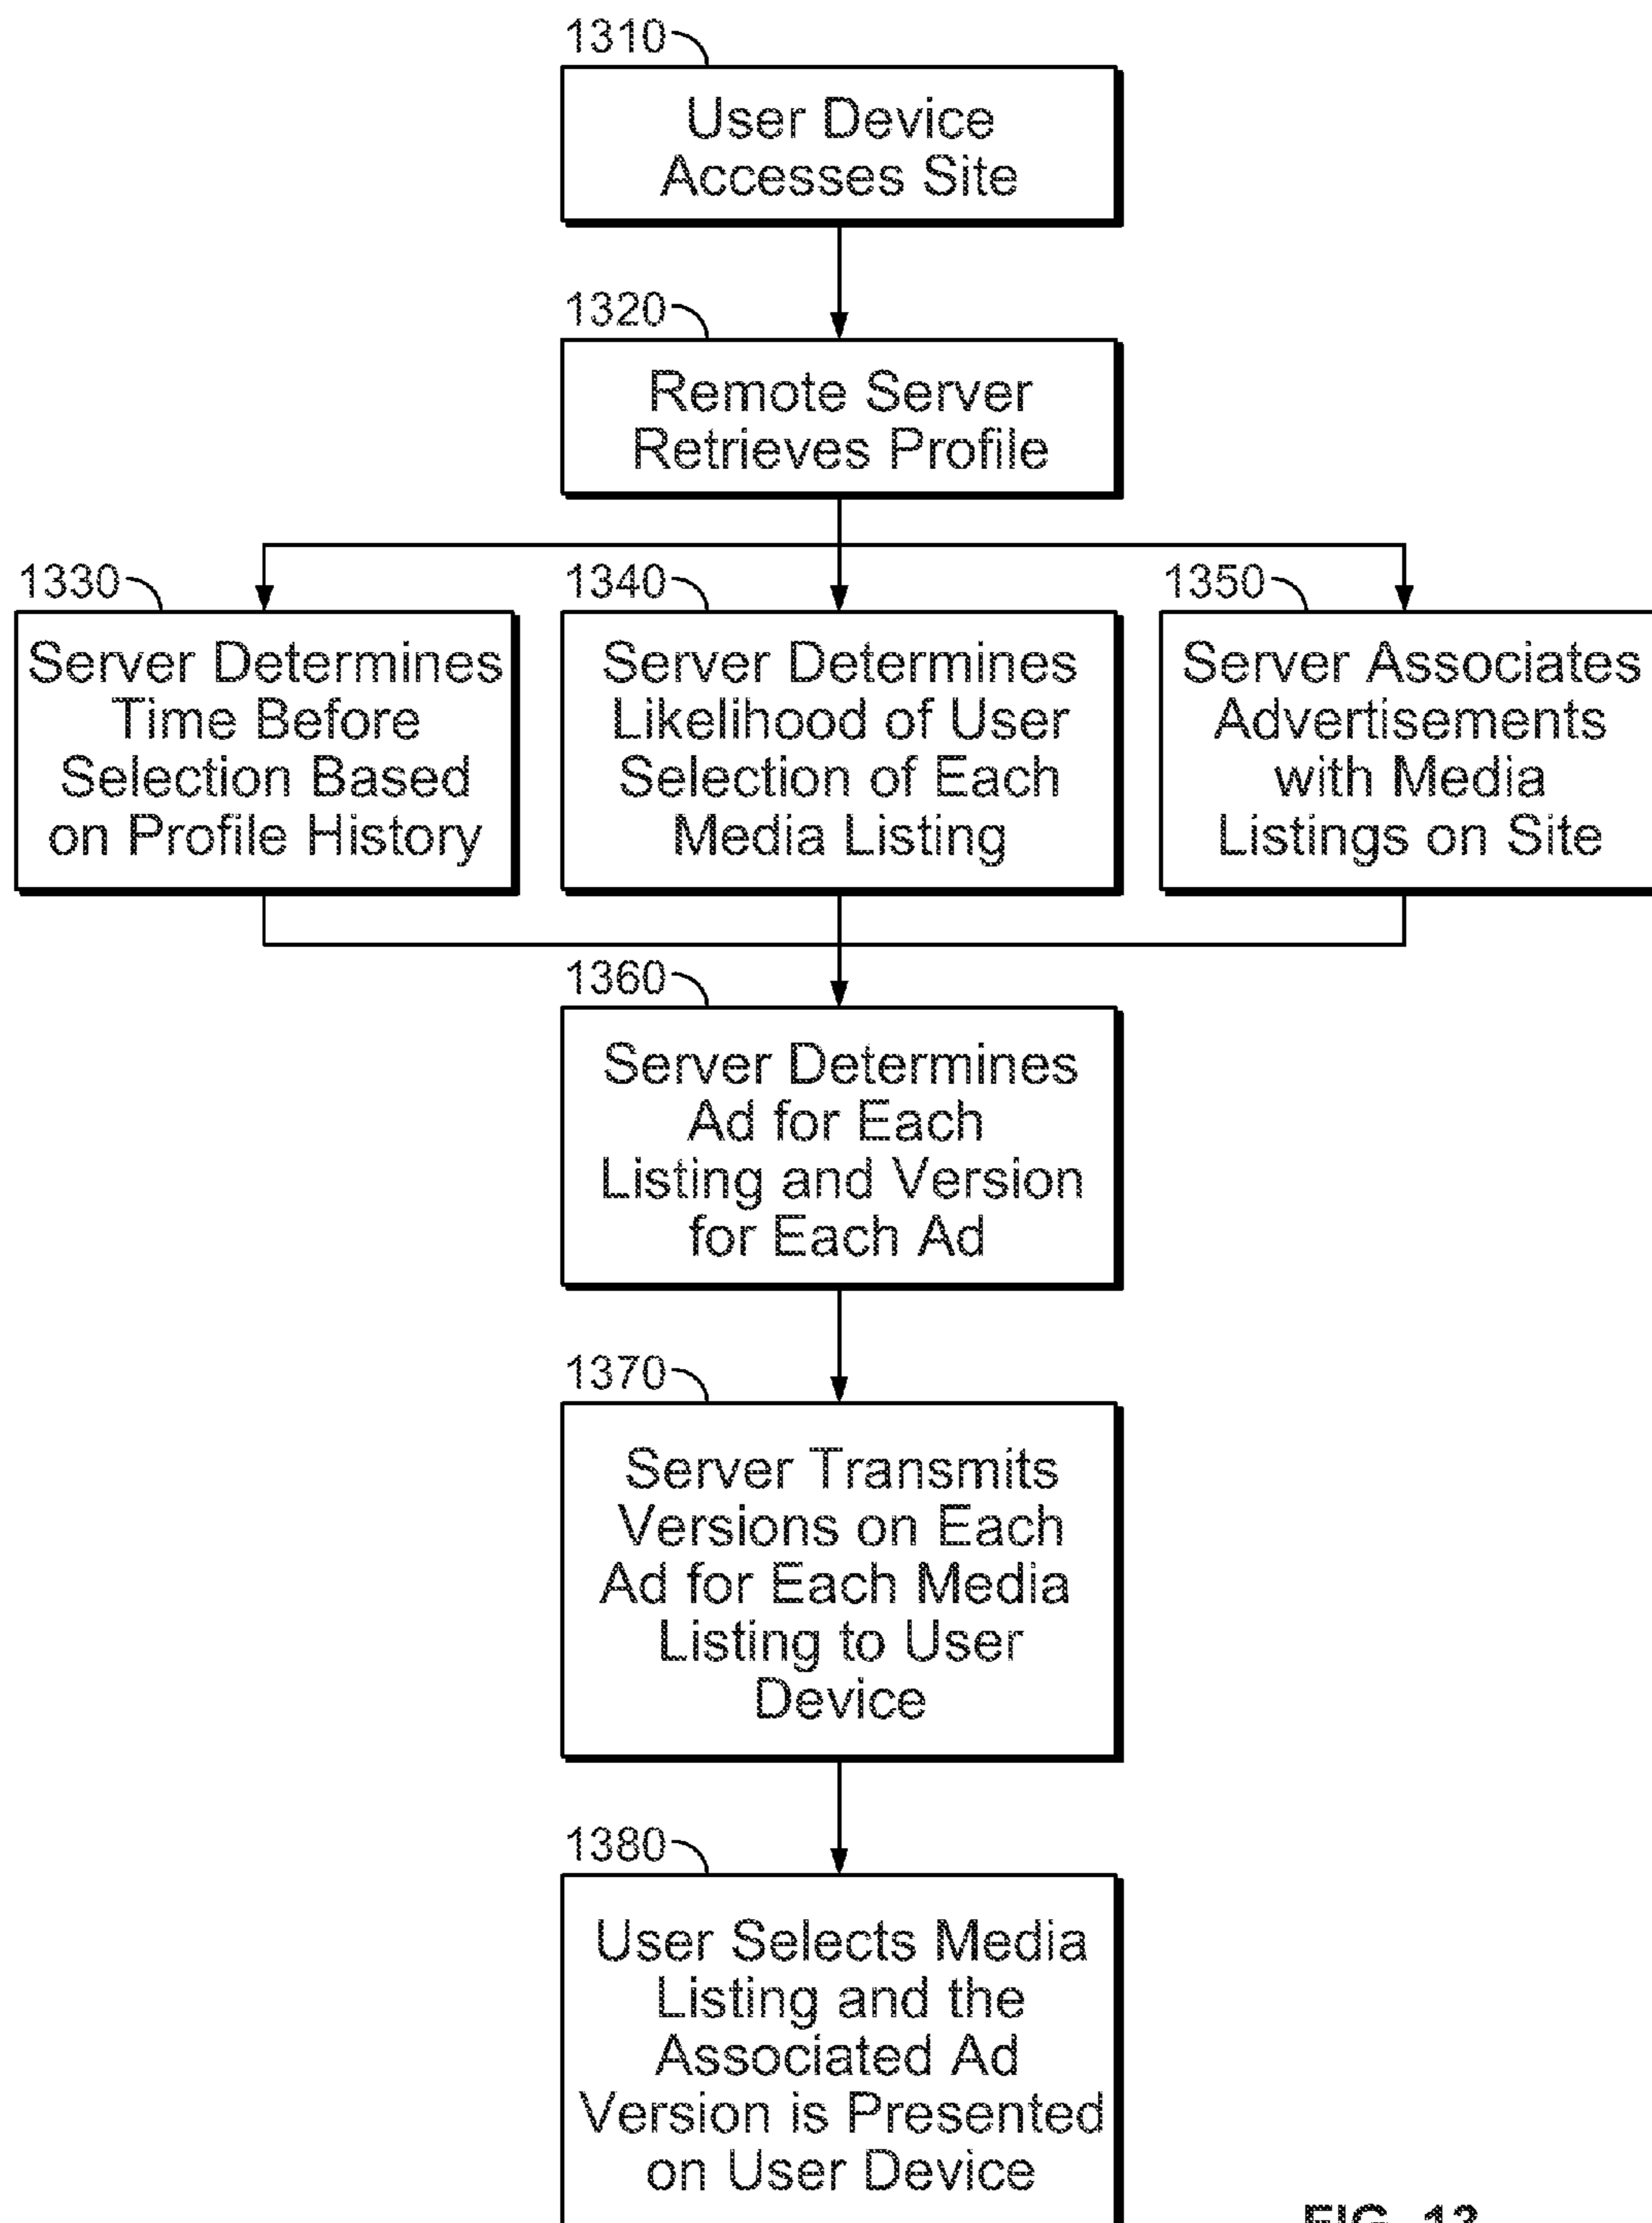 1310
User Device
Accesses Site
1320
Remote Server
Retrieves Profile
1330
Server Determines
Time Before
Selection Based
on Profile History
1340
Server Determines
Likelihood of User
Selection of Each
Media Listing
1350
Server Associates
Advertisements
with Media
Listings on Site
1360
Server Determines
Ad for Each
Listing and Version
for Each Ad
1370
Server Transmits
Versions on Each
Ad for Each Media
Listing to User
Device
1380
User Selects Media
Listing and the
Associated Ad
Version is Presented
on User Device
FIG. 13